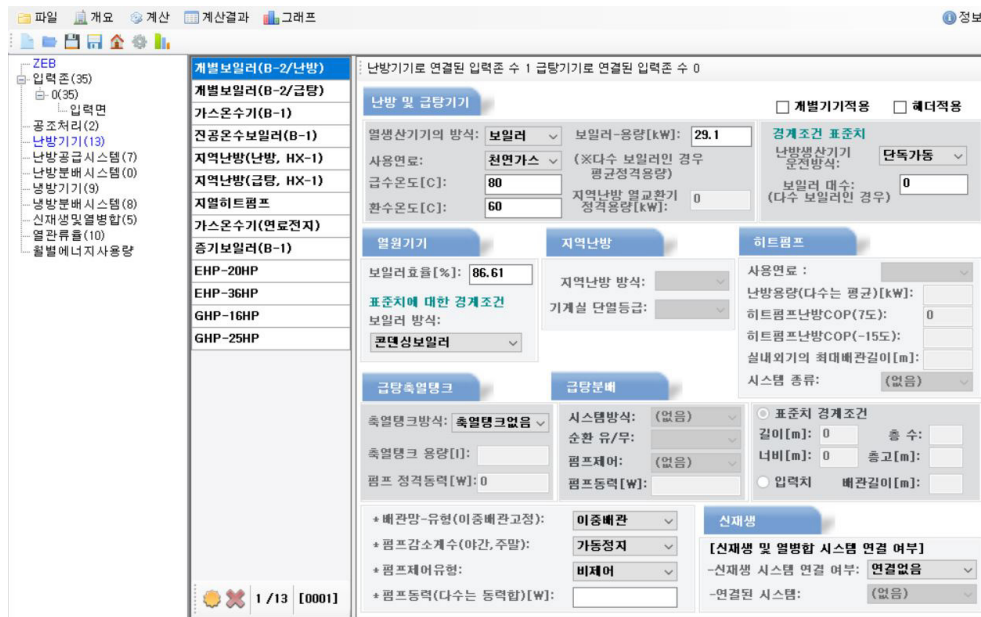 파일 개요 계산 계산결과 그래프 정보
ZEB
입력존(35)
0(35)
입력면
공조처리(2)
난방기기(13)
난방공급시스템(7)
난방분배시스템(0)
냉방기기(9)
냉방분배시스템(8)
신재생및열병합(5)
열관류율(10)
월별에너지사용량
개별보일러(B-2/난방)
개별보일러(B-2/급탕)
가스온수기(B-1)
진공온수보일러(B-1)
지역난방(난방, HX-1)
지역난방(급탕, HX-1)
지열히트펌프
가스온수기(연료전지)
증기보일러(B-1)
EHP-20HP
EHP-36HP
GHP-16HP
GHP-25HP
1 /13 [0001]
난방기기로 연결된 입력존 수 1 급탕기기로 연결된 입력존 수 0
난방 및 급탕기기
개별기기적용 헤더적용
열생산기기의 방식: 보일러
사용연료: 천연가스
급수온도[C]: 80
환수온도[C]: 60
보일러-용량[kW]: 29.1
(※다수 보일러인 경우
평균정격용량)
지역난방 열교환기
정격용량[kW]: 0
경계조건 표준치
난방생산기기
운전방식: 단독가동
보일러 대수: 0
(다수 보일러인 경우)
열원기기
보일러효율[%]: 86.61
표준치에 대한 경계조건
보일러 방식:
콘덴싱보일러
지역난방
지역난방 방식:
기계실 단열등급:
히트펌프
사용연료 :
난방용량(다수는 평균)[kW]:
히트펌프난방COP(7도): 0
히트펌프난방COP(-15도):
실내외기의 최대배관길이[m]:
시스템 종류: (없음)
급탕축열탱크
축열탱크방식: 축열탱크없음
축열탱크 용량[l]:
펌프 정격동력[W]: 0
급탕분배
시스템방식: (없음)
순환 유/무:
펌프제어: (없음)
펌프동력[W]:
표준치 경계조건
길이[m]: 0 층 수:
너비[m]: 0 층고[m]:
입력치 배관길이[m]:
*배관망-유형(이중배관고정): 이중배관
*펌프감소계수(야간,주말): 가동정지
*펌프제어유형: 비제어
*펌프동력(다수는 동력합)[W]:
신재생
[신재생 및 열병합 시스템 연결 여부]
-신재생 시스템 연결 여부: 연결없음
-연결된 시스템: (없음)